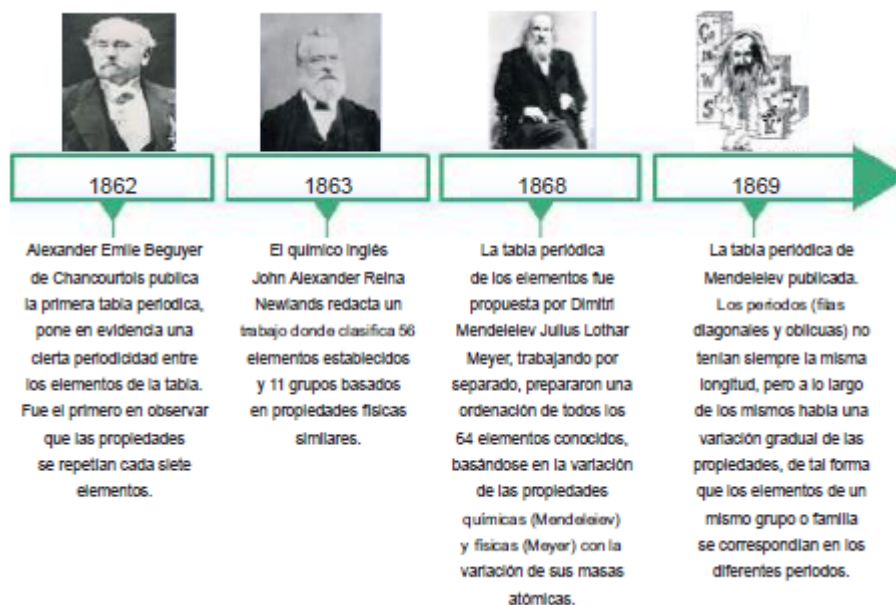 1862
Alexander Emile Beguyer
de Chancourtois publica
la primera tabla periodica,
pone en evidencia una
cierta periodicidad entre
los elementos de la tabla.
Fue el primero en observar
que las propiedades
se repetían cada siete
elementos.
1863
El químico inglés
John Alexander Reina
Newlands redacta un
trabajo donde clasifica 56
elementos establecidos
y 11 grupos basados
en propiedades físicas
similares.
1868
La tabla periódica
de los elementos fue
propuesta por Dimitri
Mendeleiev Julius Lothar
Meyer, trabajando por
separado, prepararon una
ordenación de todos los
64 elementos conocidos,
basándose en la variación
de las propiedades
químicas (Mendeleiev)
y físicas (Meyer) con la
variación de sus masas
atómicas.
1869
La tabla periódica de
Mendeleiev publicada.
Los periodos (filas
diagonales y oblicuas) no
tenían siempre la misma
longitud, pero a lo largo
de los mismos había una
variación gradual de las
propiedades, de tal forma
que los elementos de un
mismo grupo o familia
se correspondían en los
diferentes periodos.